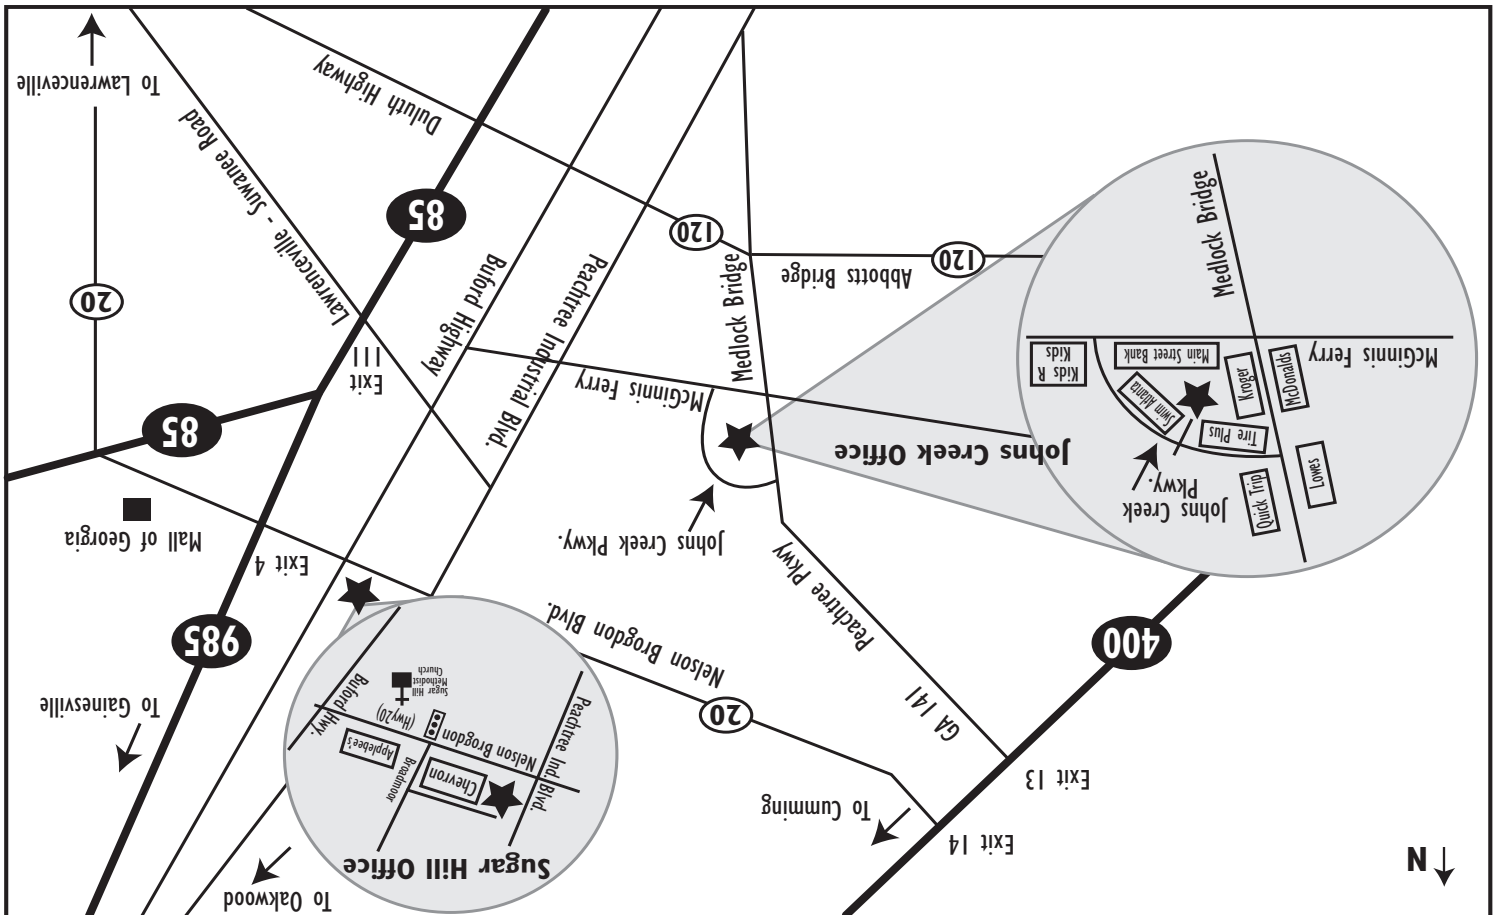 N
To Oakwood
Sugar Hill Office
Exit 14
To Cumming
Exit 13
Chevron
Broadmoor
Peachtree Ind. Blvd.
Nelson Brogdon
(Hwy20)
Applebee's
Buford Hwy.
Sugar Hill
Methodist
Church
To Gainesville
GA 141
20
400
985
Peachtree Pkwy
Nelson Brogdon Blvd.
Exit 4
Johns Creek Pkwy.
Mall of Georgia
Quick Trip
Johns Creek
Pkwy.
Lowes
Tire Plus
Swim Atlanta
Kroger
McDonalds
Main Street Bank
Kids R
Kids
McGinnis Ferry
Medlock Bridge
Johns Creek Office
85
McGinnis Ferry
Exit
111
Peachtree Industrial Blvd.
Buford Highway
Medlock Bridge
20
120
Abbotts Bridge
120
85
Lawrenceville - Suwanee Road
Duluth Highway
To Lawrenceville